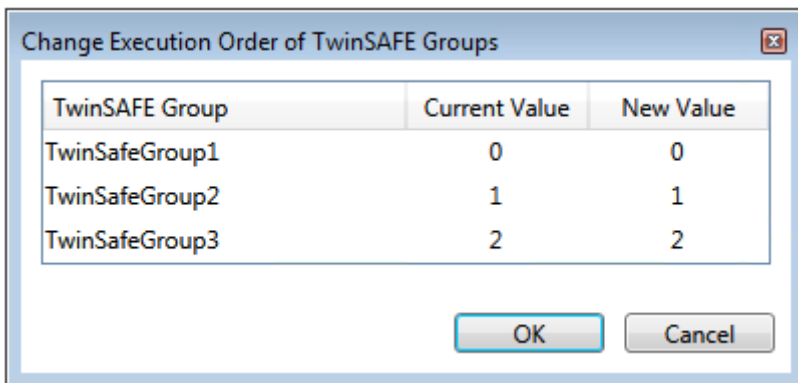 Change Execution Order of TwinSAFE Groups
TwinSAFE Group Current Value New Value
TwinSafeGroup1 0 0
TwinSafeGroup2 1 1
TwinSafeGroup3 2 2
OK Cancel